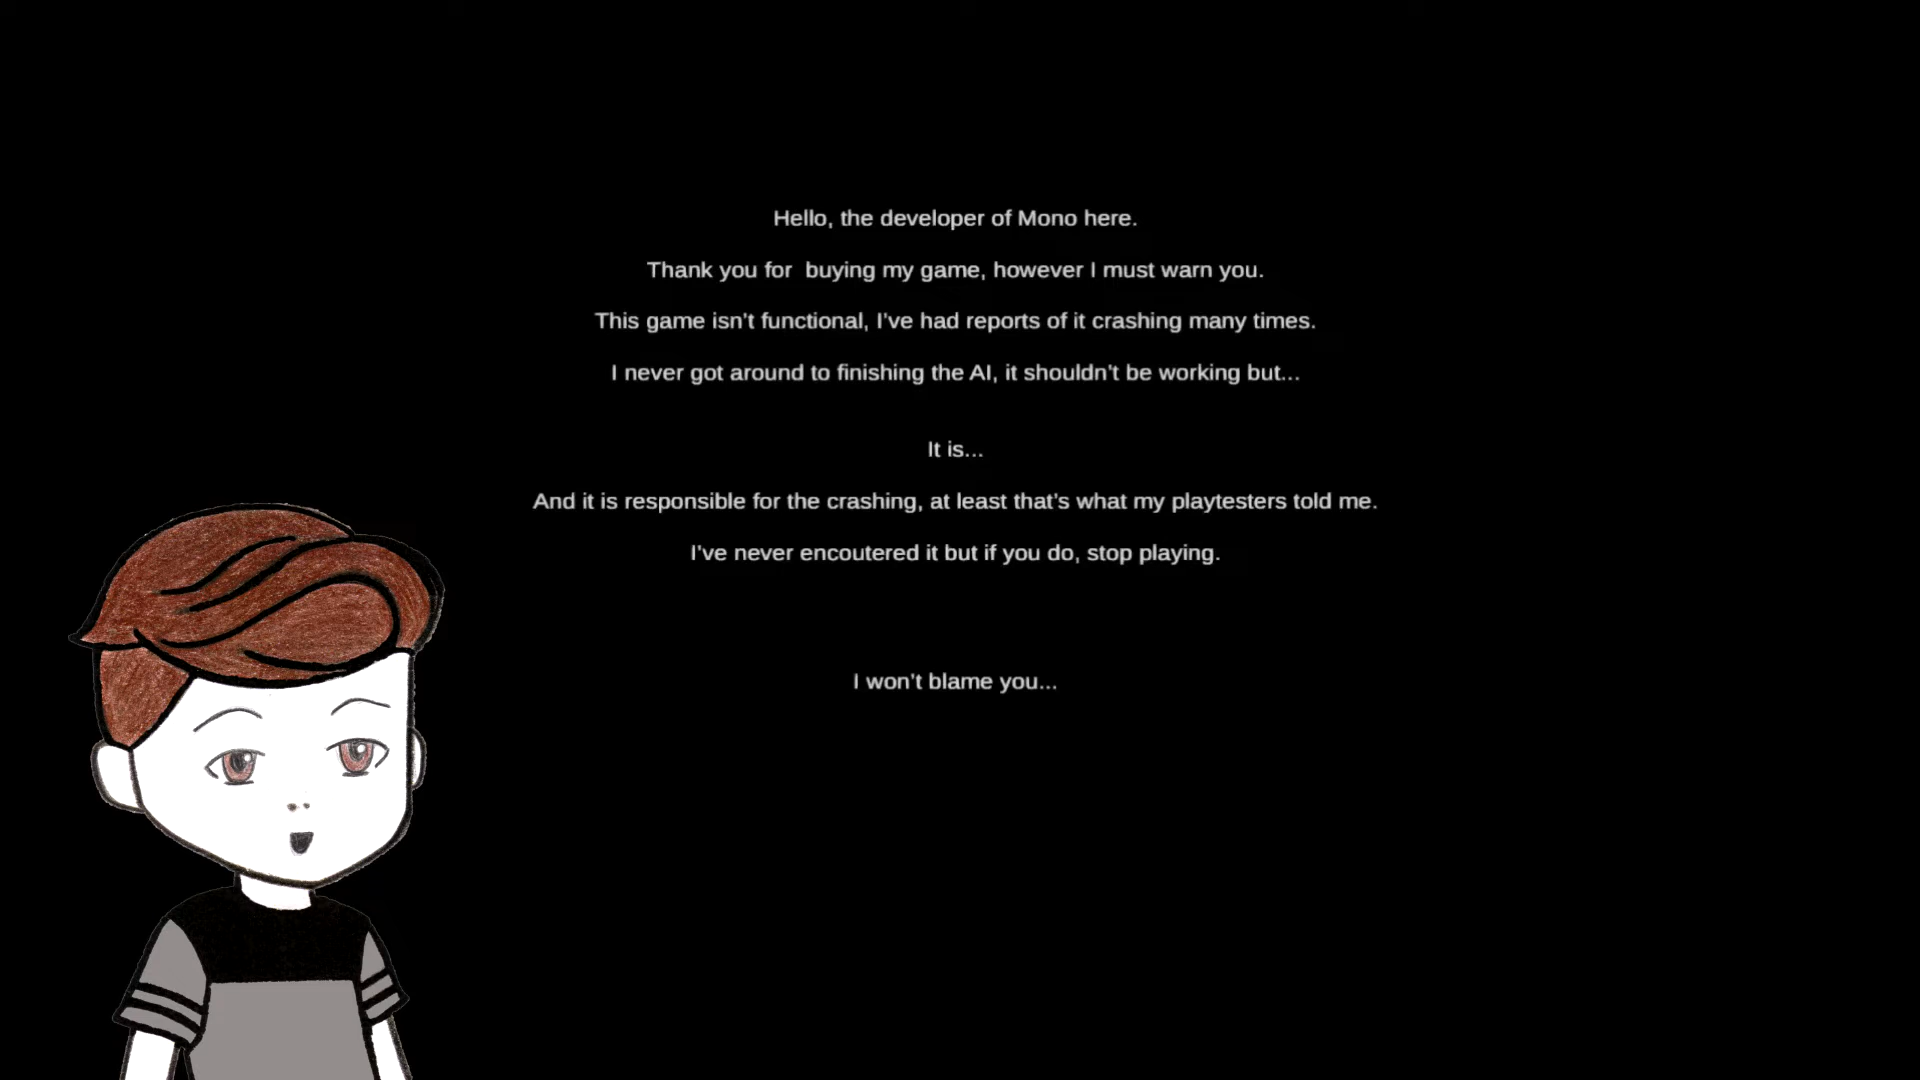 Hello, the developer of Mono here.
Thank you for  buying my game, however I must warn you.
This game isn't functional, I've had reports of it crashing many times.
I never got around to finishing the AI, it shouldn't be working but...
It is...
And it is responsible for the crashing, at least that's what my playtesters told me.
I've never encoutered it but if you do, stop playing.
I won't blame you...